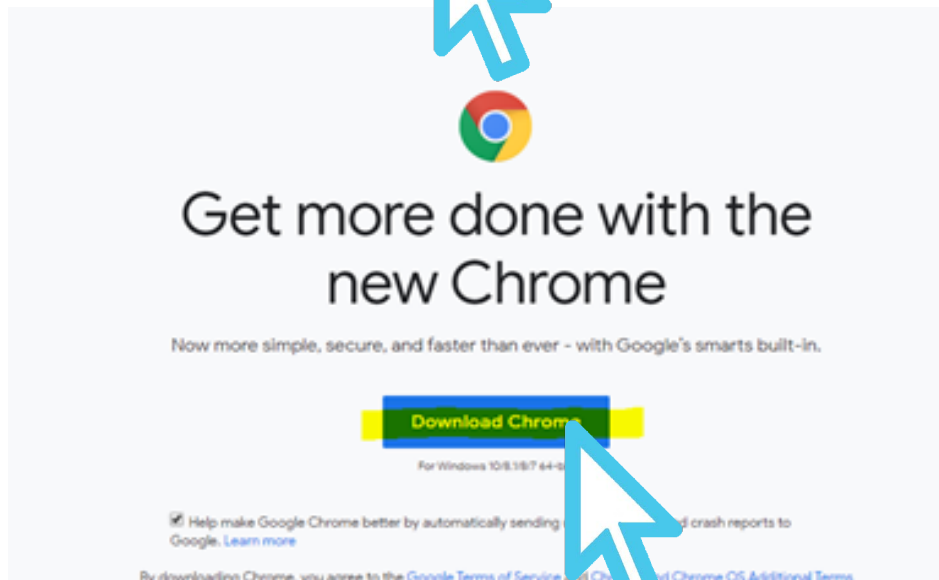 Get more done with the
new Chrome
Now more simple, secure, and faster than ever - with Google's smarts built-in.
Download Chrome
For Windows 10/8.1/8/7 64-b
Help make Google Chrome better by automatically sending d crash reports to
Google. Learn more
By downloading Chrome, you agree to the Google Terms of Service and Ch d Chrome OS Additional Terms